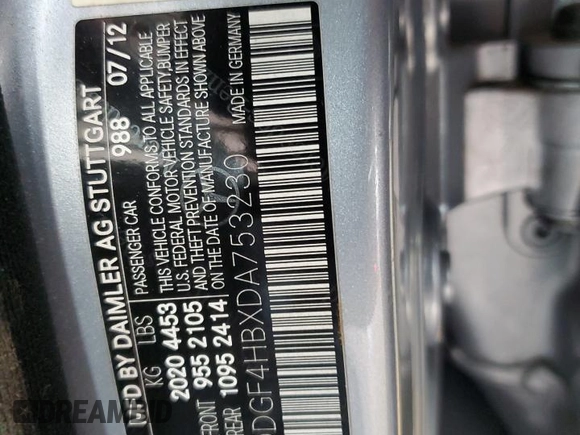 MFD BY DAIMLER AG STUTTGART
988 07/12
PASSENGER CAR
KG LBS
2020 4453
FRONT 955 2105
REAR 1095 2414
THIS VEHICLE CONFORMS TO ALL APPLICABLE
U.S. FEDERAL MOTOR VEHICLE SAFETY, BUMPER
AND THEFT PREVENTION STANDARDS IN EFFECT
ON THE DATE OF MANUFACTURE SHOWN ABOVE
MADE IN GERMANY
DGF4HBXDA753230
DREAMBID